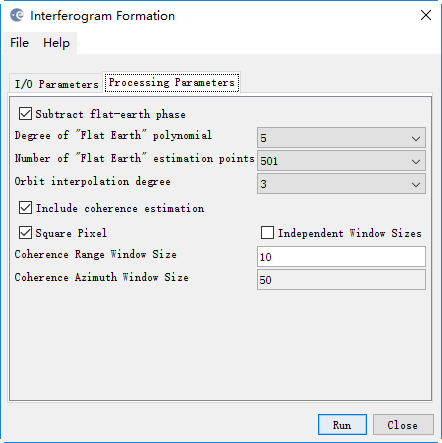 Interferogram Formation
File Help
I/O Parameters Processing Parameters
Subtract flat-earth phase
Degree of "Flat Earth" polynomial 5
Number of "Flat Earth" estimation points 501
Orbit interpolation degree 3
Include coherence estimation
Square Pixel Independent Window Sizes
Coherence Range Window Size 10
Coherence Azimuth Window Size 50
Run Close